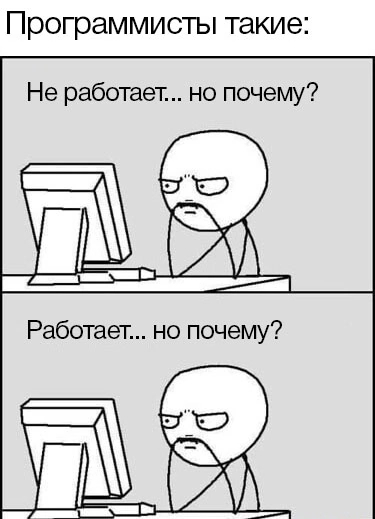 Программисты такие:
Не работает... но почему?
Работает... но почему?